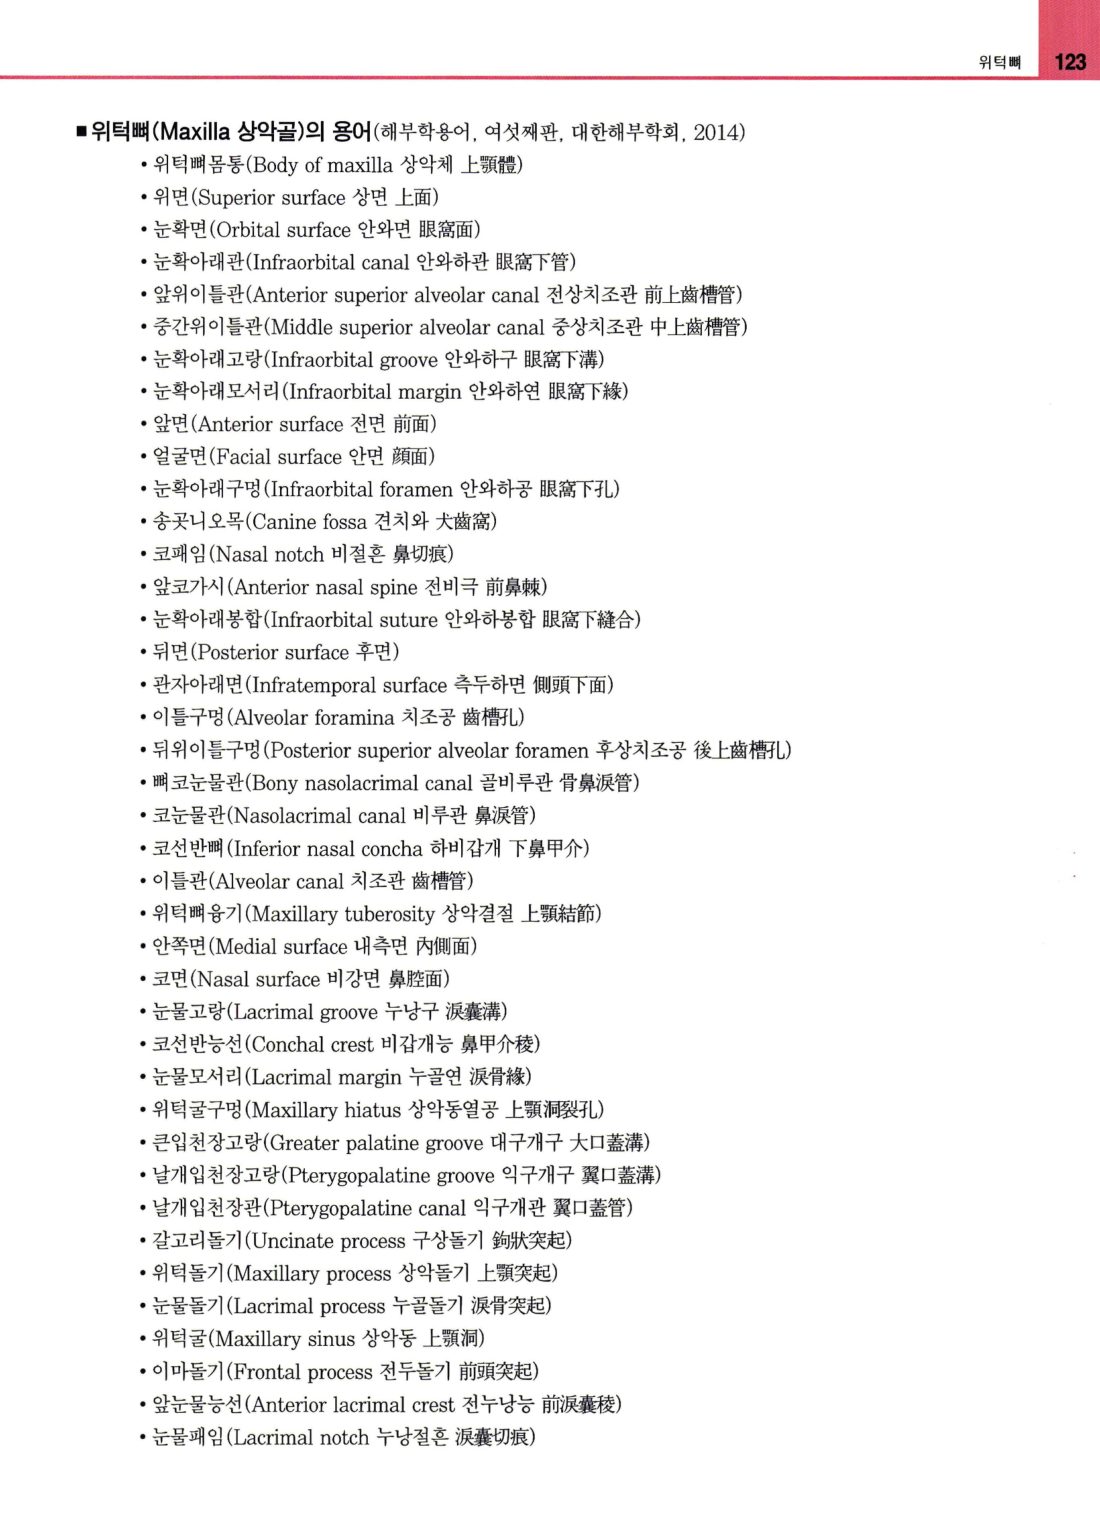 위턱뼈 123
■ 위턱뼈(Maxilla 상악골)의 용어(해부학용어, 여섯째판, 대한해부학회, 2014)
• 위턱뼈몸통(Body of maxilla 상악체 上顎體)
• 위면(Superior surface 상면 上面)
• 눈확면(Orbital surface 안와면 眼窩面)
• 눈확아래관(Infraorbital canal 안와하관 眼窩下管)
• 앞위이틀관(Anterior superior alveolar canal 전상치조관 前上齒槽管)
• 중간위이틀관(Middle superior alveolar canal 중상치조관 中上齒槽管)
• 눈확아래고랑(Infraorbital groove 안와하구 眼窩下溝)
• 눈확아래모서리(Infraorbital margin 안와하연 眼窩下緣)
• 앞면(Anterior surface 전면 前面)
• 얼굴면(Facial surface 안면 顔面)
• 눈확아래구멍(Infraorbital foramen 안와하공 眼窩下孔)
• 송곳니오목(Canine fossa 견치와 犬齒窩)
• 코패임(Nasal notch 비절흔 鼻切痕)
• 앞코가시(Anterior nasal spine 전비극 前鼻棘)
• 눈확아래봉합(Infraorbital suture 안와하봉합 眼窩下縫合)
• 뒤면(Posterior surface 후면)
• 관자아래면(Infratemporal surface 측두하면 側頭下面)
• 이틀구멍(Alveolar foramina 치조공 齒槽孔)
• 뒤위이틀구멍(Posterior superior alveolar foramen 후상치조공 後上齒槽孔)
• 뼈코눈물관(Bony nasolacrimal canal 골비루관 骨鼻淚管)
• 코눈물관(Nasolacrimal canal 비루관 鼻淚管)
• 코선반뼈(Inferior nasal concha 하비갑개 下鼻甲介)
• 이틀관(Alveolar canal 치조관 齒槽管)
• 위턱뼈융기(Maxillary tuberosity 상악결절 上顎結節)
• 안쪽면(Medial surface 내측면 內側面)
• 코면(Nasal surface 비강면 鼻腔面)
• 눈물고랑(Lacrimal groove 누낭구 淚囊溝)
• 코선반능선(Conchal crest 비갑개능 鼻甲介稜)
• 눈물모서리(Lacrimal margin 누골연 淚骨緣)
• 위턱굴구멍(Maxillary hiatus 상악동열공 上顎洞裂孔)
• 큰입천장고랑(Greater palatine groove 대구개구 大口蓋溝)
• 날개입천장고랑(Pterygopalatine groove 익구개구 翼口蓋溝)
• 날개입천장관(Pterygopalatine canal 익구개관 翼口蓋管)
• 갈고리돌기(Uncinate process 구상돌기 鉤狀突起)
• 위턱돌기(Maxillary process 상악돌기 上顎突起)
• 눈물돌기(Lacrimal process 누골돌기 淚骨突起)
• 위턱굴(Maxillary sinus 상악동 上顎洞)
• 이마돌기(Frontal process 전두돌기 前頭突起)
• 앞눈물능선(Anterior lacrimal crest 전누낭능 前淚囊稜)
• 눈물패임(Lacrimal notch 누낭절흔 淚囊切痕)